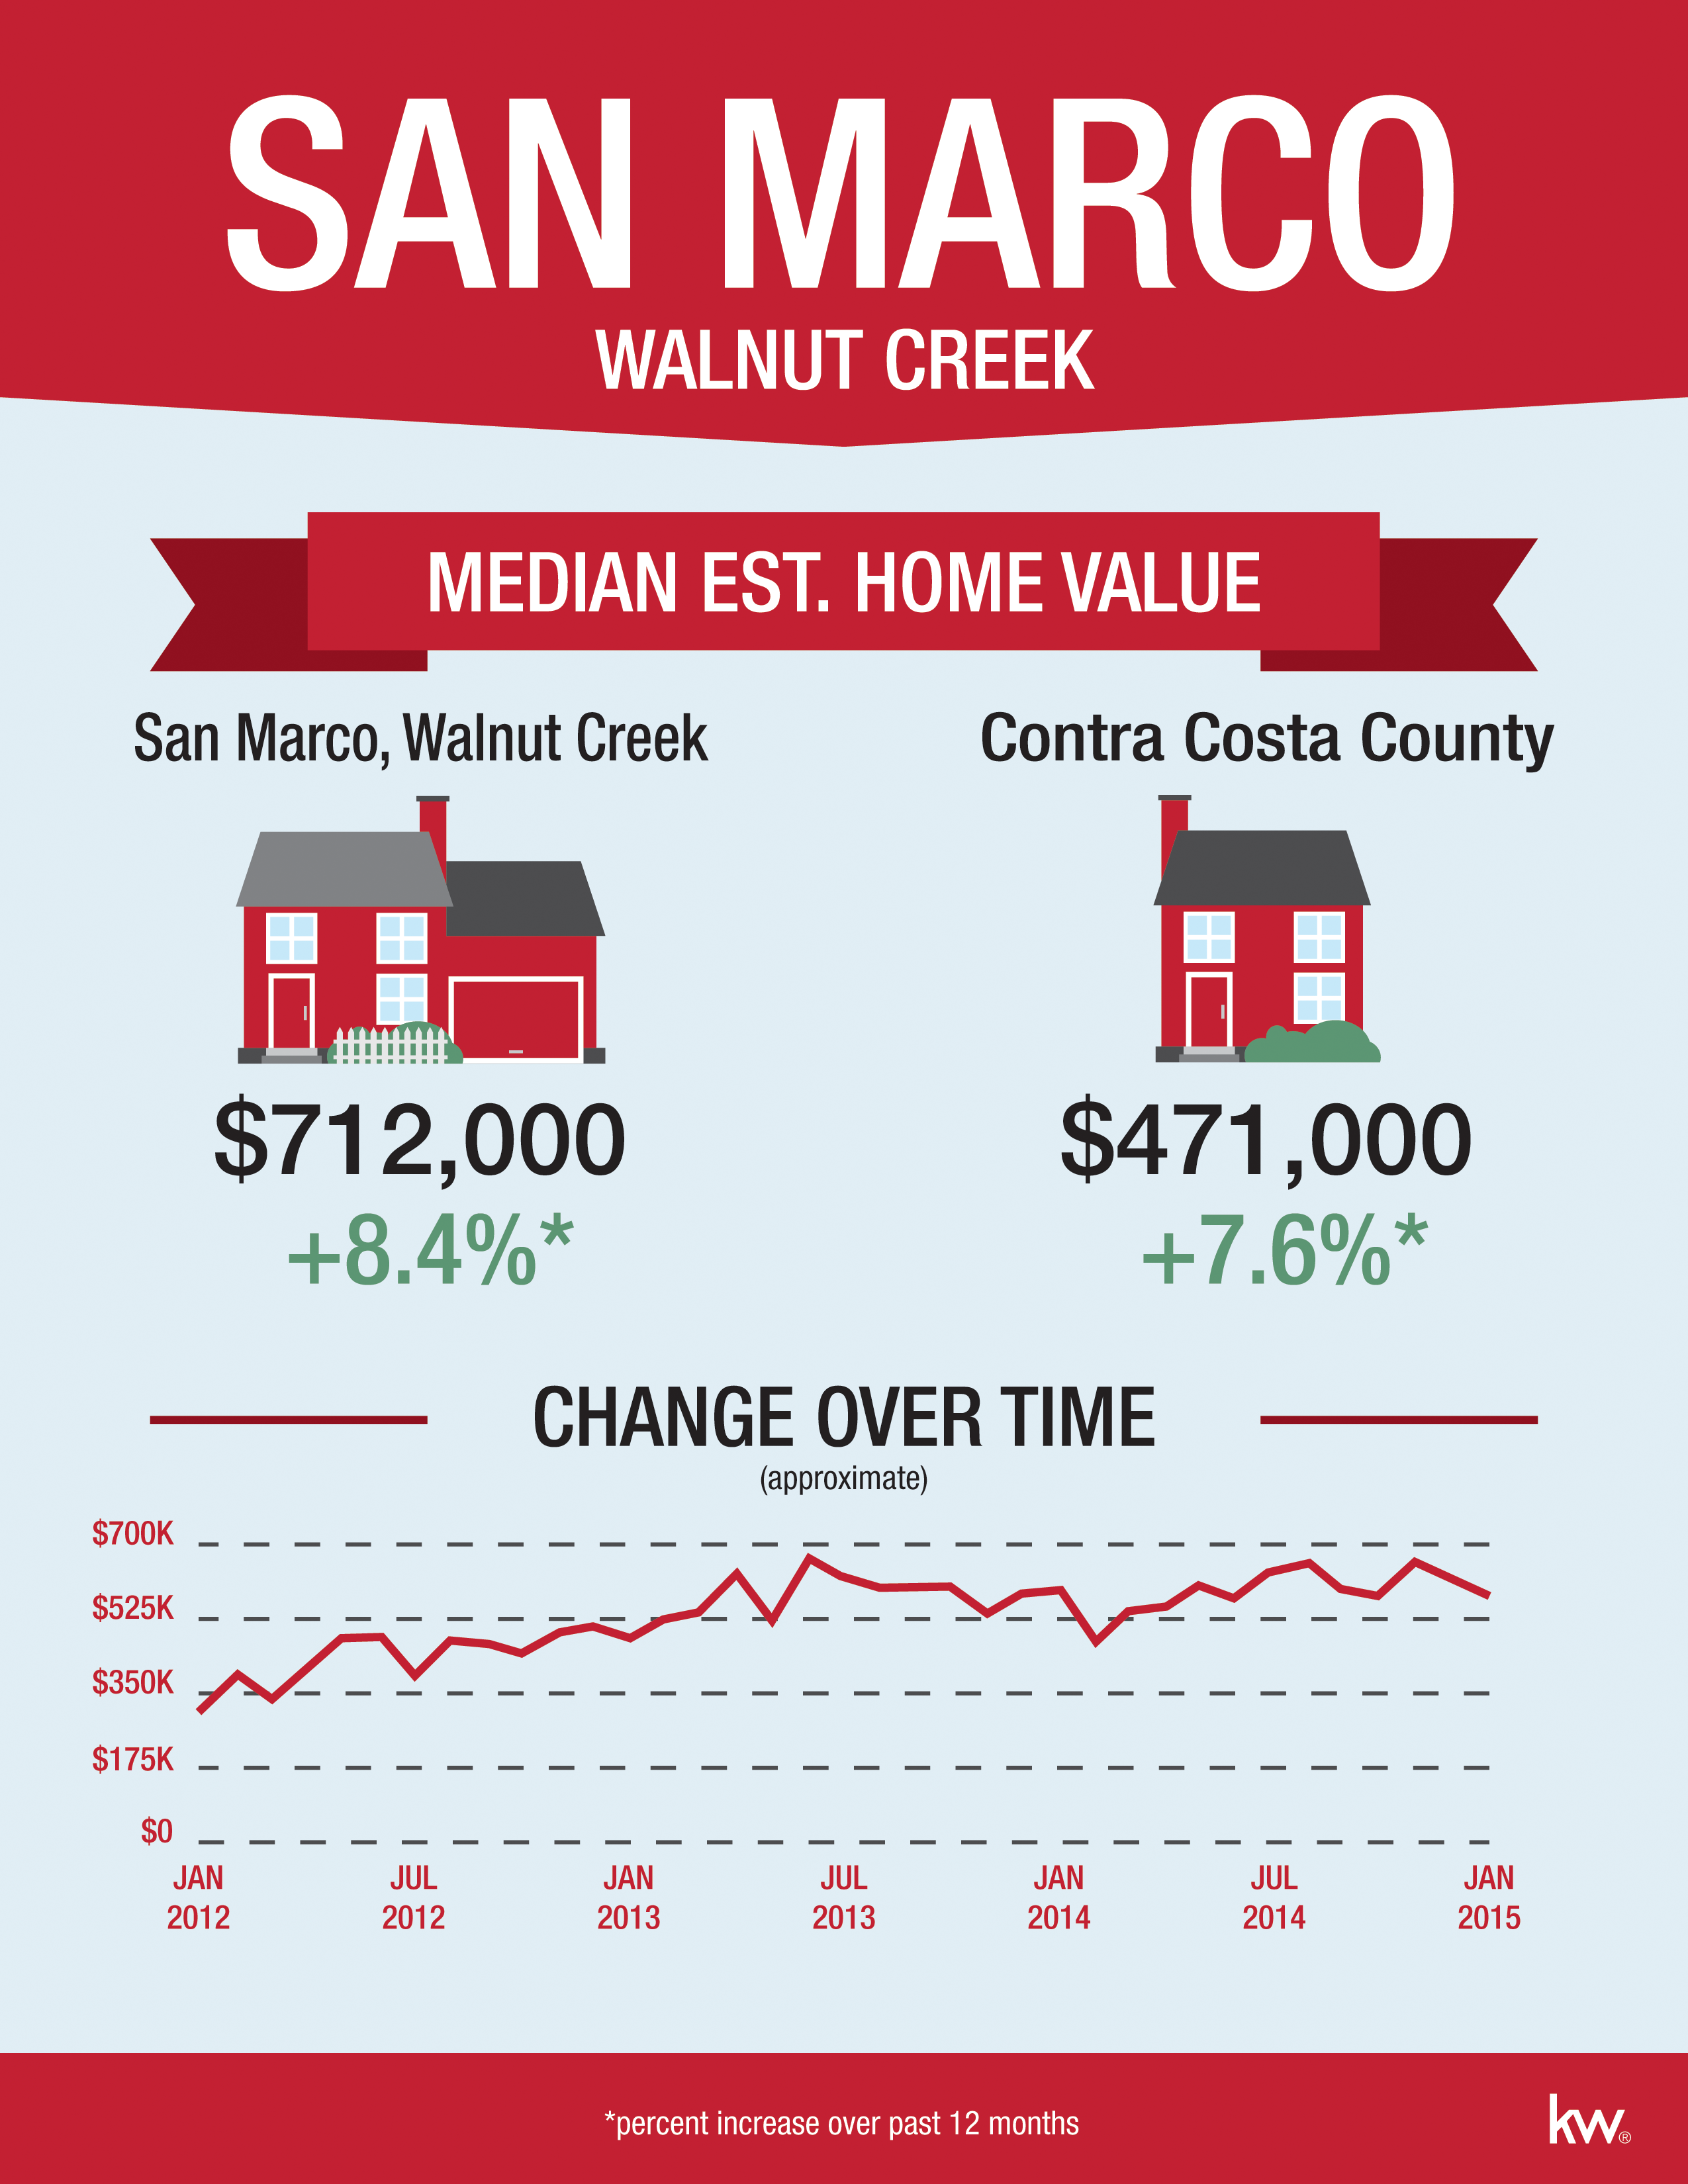 SAN MARCO
WALNUT CREEK
MEDIAN EST. HOME VALUE
San Marco, Walnut Creek
$712,000
+8.4%*
Contra Costa County
$471,000
+7.6%*
CHANGE OVER TIME
(approximate)
$700K
$525K
$350K
$175K
$0
JAN 2012
JUL 2012
JAN 2013
JUL 2013
JAN 2014
JUL 2014
JAN 2015
*percent increase over past 12 months
kw®